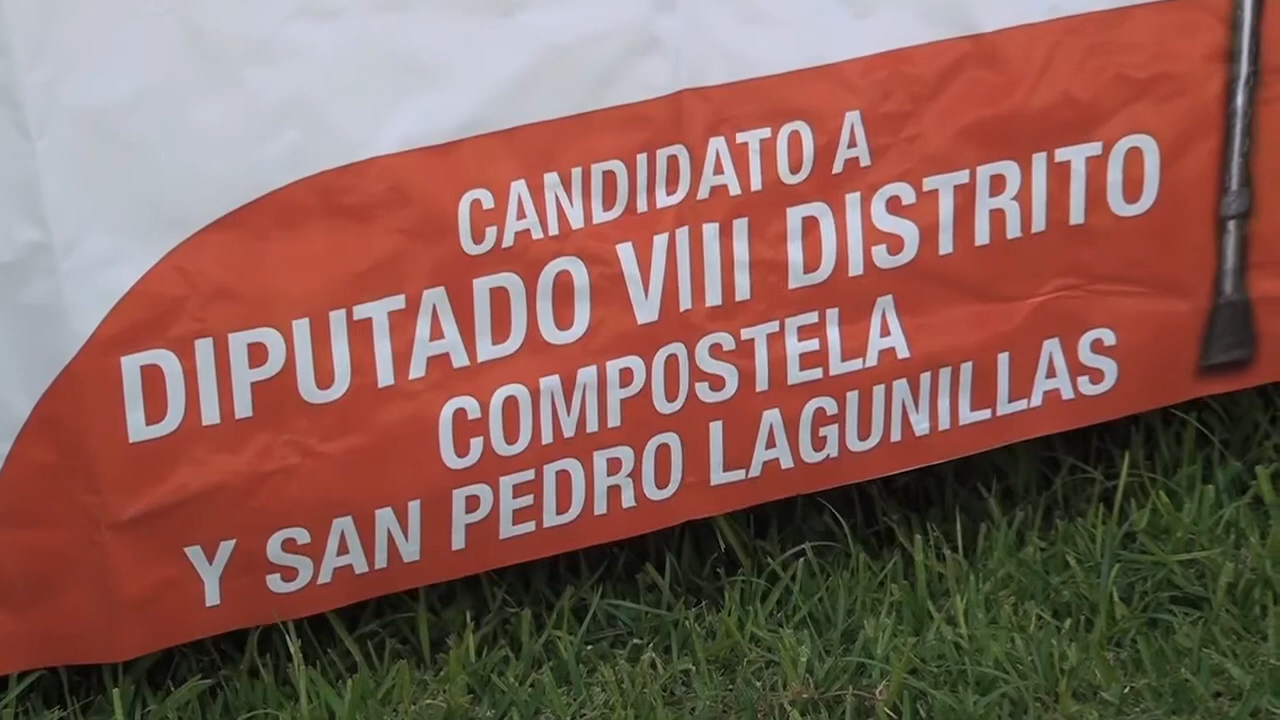 CANDIDATO A
DIPUTADO VIII DISTRITO
COMPOSTELA
Y SAN PEDRO LAGUNILLAS